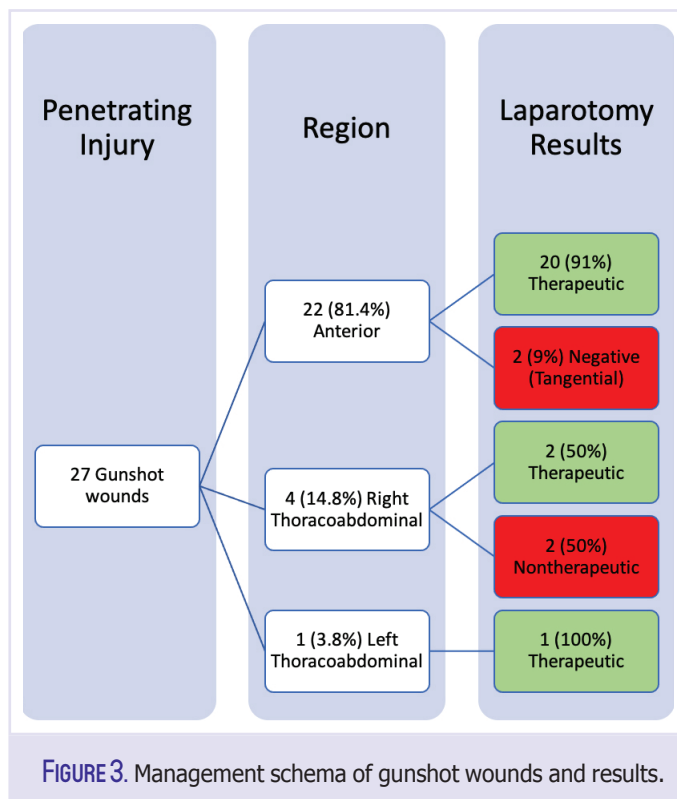 Penetrating
Injury
Region
Laparotomy
Results
27 Gunshot
wounds
22 (81.4%)
Anterior
4 (14.8%) Right
Thoracoabdominal
1 (3.8%) Left
Thoracoabdominal
20 (91%)
Therapeutic
2 (9%) Negative
(Tangential)
2 (50%)
Therapeutic
2 (50%)
Nontherapeutic
1 (100%)
Therapeutic
FIGURE 3. Management schema of gunshot wounds and results.